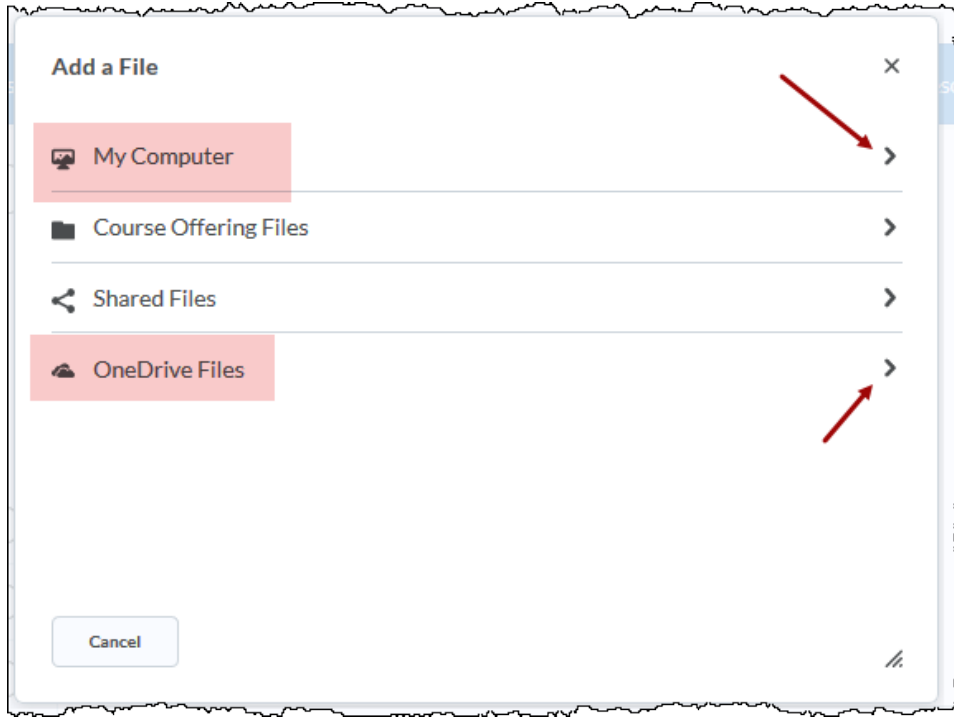 Add a File
My Computer
Course Offering Files
Shared Files
OneDrive Files
Cancel